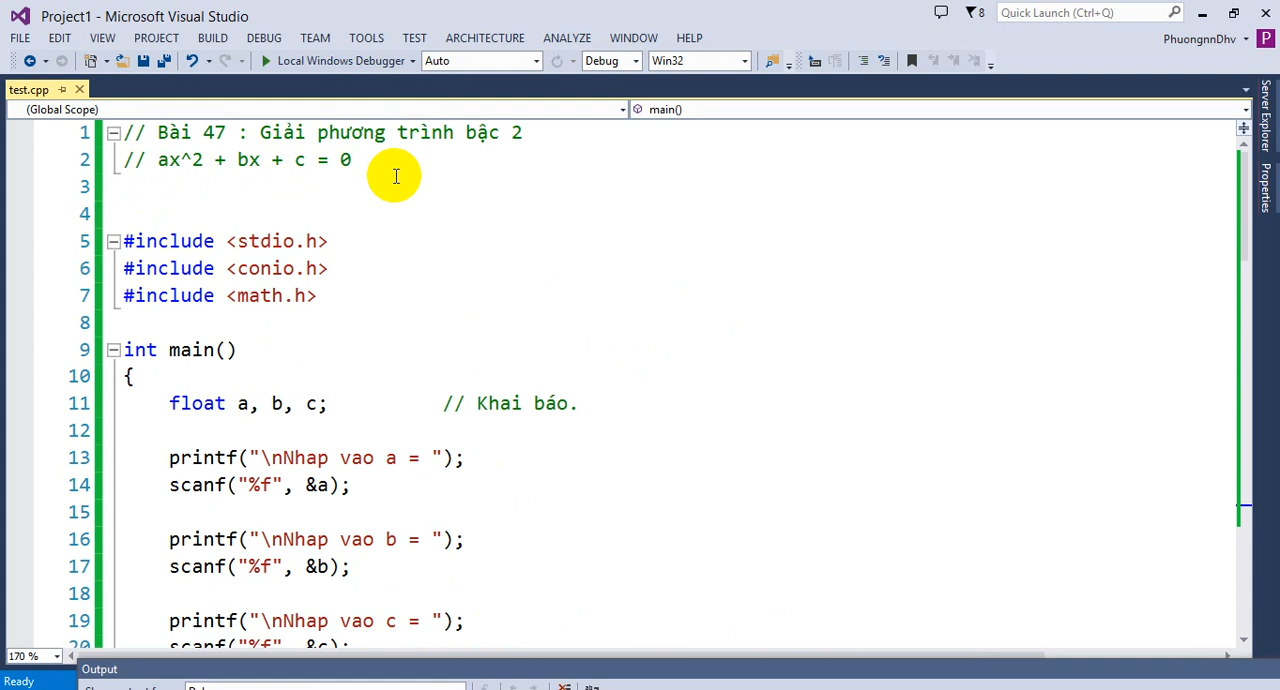 Project1 - Microsoft Visual Studio
8
Quick Launch (Ctrl+Q)
FILE EDIT VIEW PROJECT BUILD DEBUG TEAM TOOLS TEST ARCHITECTURE ANALYZE WINDOW HELP
PhuongnnDhv
P
Local Windows Debugger
Auto
Debug
Win32
test.cpp
(Global Scope)
main()
Server Explorer
Properties
1 // Bài 47 : Giải phương trình bậc 2
2 // ax^2 + bx + c = 0
3
4
5 #include <stdio.h>
6 #include <conio.h>
7 #include <math.h>
8
9 int main()
10 {
11 float a, b, c; // Khai báo.
12
13 printf("\nNhap vao a = ");
14 scanf("%f", &a);
15
16 printf("\nNhap vao b = ");
17 scanf("%f", &b);
18
19 printf("\nNhap vao c = ");
20 scanf("%f", &c);
170 %
Output
Ready